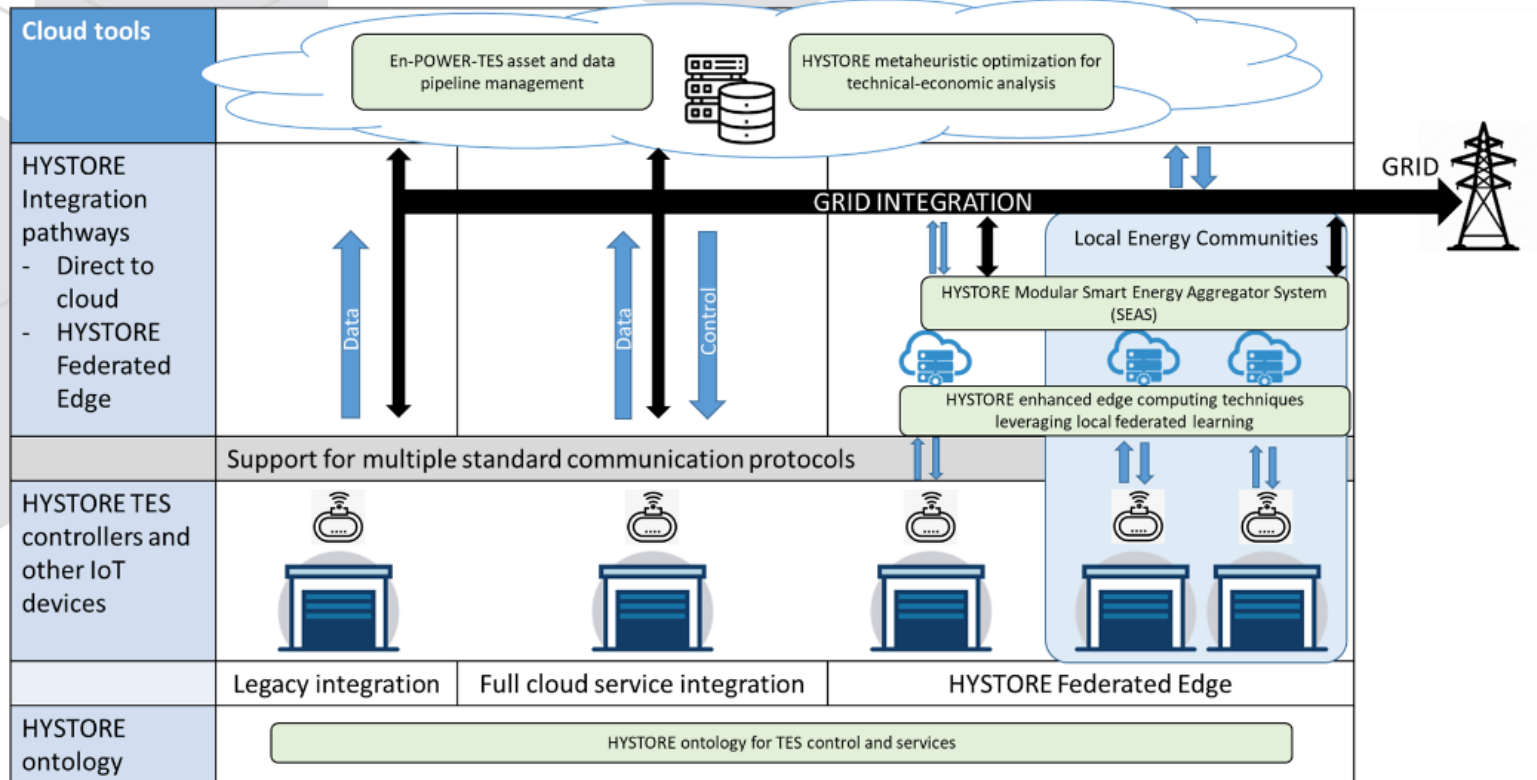 Cloud tools
En-POWER-TES asset and data
pipeline management
HYSTORE metaheuristic optimization for
technical-economic analysis
HYSTORE
Integration
pathways
- Direct to
cloud
- HYSTORE
Federated
Edge
GRID
GRID INTEGRATION
Data
Data
Control
Local Energy Communities
HYSTORE Modular Smart Energy Aggregator System
(SEAS)
HYSTORE enhanced edge computing techniques
leveraging local federated learning
Support for multiple standard communication protocols
HYSTORE TES
controllers and
other IoT
devices
Legacy integration
Full cloud service integration
HYSTORE Federated Edge
HYSTORE
ontology
HYSTORE ontology for TES control and services